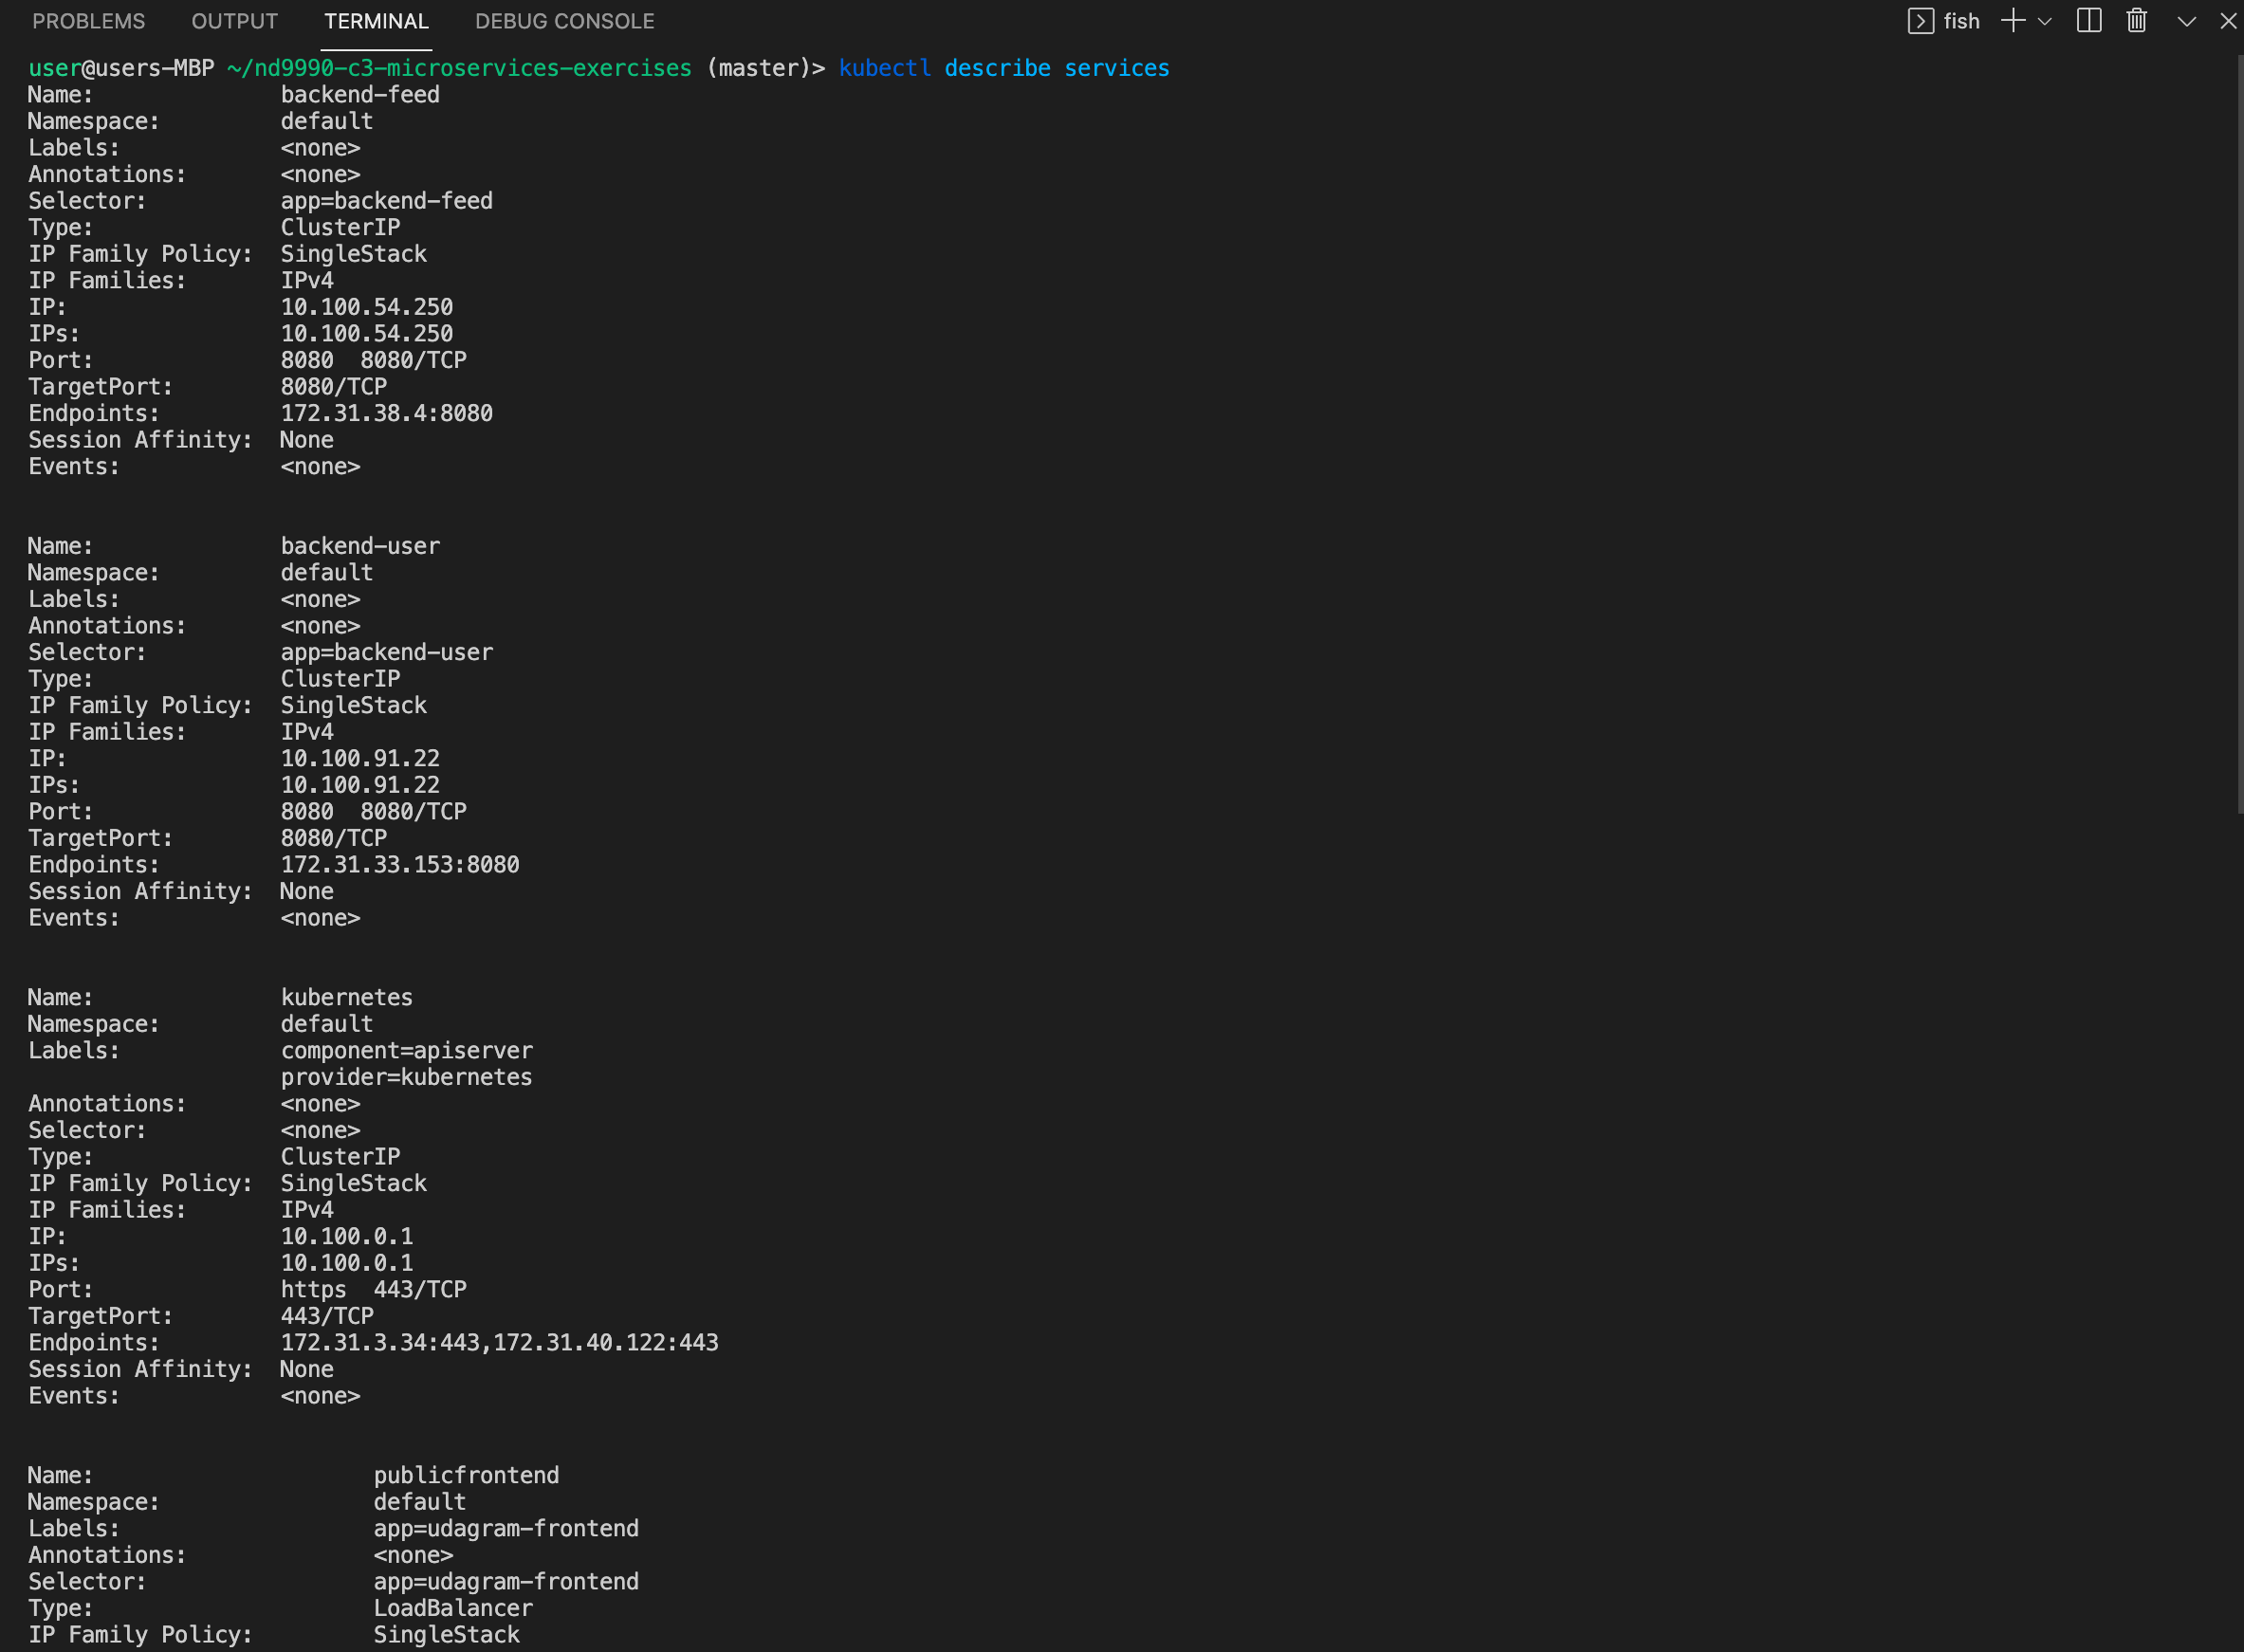 PROBLEMS OUTPUT TERMINAL DEBUG CONSOLE fish
user@users-MBP ~/nd9990-c3-microservices-exercises (master)> kubectl describe services
Name: backend-feed
Namespace: default
Labels: <none>
Annotations: <none>
Selector: app=backend-feed
Type: ClusterIP
IP Family Policy: SingleStack
IP Families: IPv4
IP: 10.100.54.250
IPs: 10.100.54.250
Port: 8080 8080/TCP
TargetPort: 8080/TCP
Endpoints: 172.31.38.4:8080
Session Affinity: None
Events: <none>
Name: backend-user
Namespace: default
Labels: <none>
Annotations: <none>
Selector: app=backend-user
Type: ClusterIP
IP Family Policy: SingleStack
IP Families: IPv4
IP: 10.100.91.22
IPs: 10.100.91.22
Port: 8080 8080/TCP
TargetPort: 8080/TCP
Endpoints: 172.31.33.153:8080
Session Affinity: None
Events: <none>
Name: kubernetes
Namespace: default
Labels: component=apiserver
provider=kubernetes
Annotations: <none>
Selector: <none>
Type: ClusterIP
IP Family Policy: SingleStack
IP Families: IPv4
IP: 10.100.0.1
IPs: 10.100.0.1
Port: https 443/TCP
TargetPort: 443/TCP
Endpoints: 172.31.3.34:443,172.31.40.122:443
Session Affinity: None
Events: <none>
Name: publicfrontend
Namespace: default
Labels: app=udagram-frontend
Annotations: <none>
Selector: app=udagram-frontend
Type: LoadBalancer
IP Family Policy: SingleStack